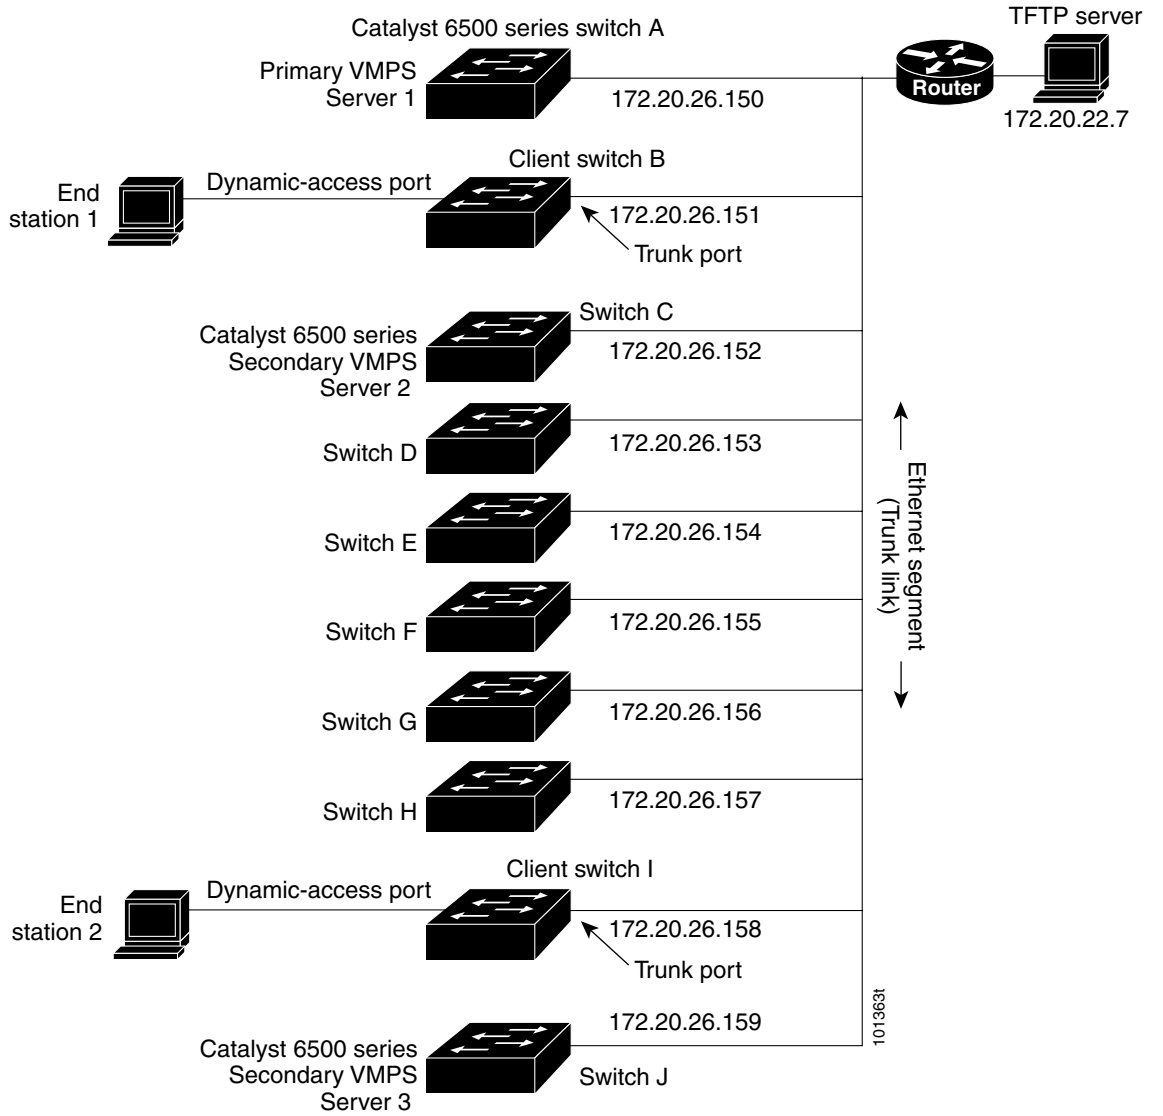 TFTP server
Catalyst 6500 series switch A
Primary VMPS
Server 1
172.20.26.150
Router
172.20.22.7
Client switch B
End
station 1
Dynamic-access port
172.20.26.151
Trunk port
Switch C
Catalyst 6500 series
Secondary VMPS
Server 2
172.20.26.152
Switch D
172.20.26.153
Ethernet segment
(Trunk link)
Switch E
172.20.26.154
Switch F
172.20.26.155
Switch G
172.20.26.156
Switch H
172.20.26.157
Client switch I
End
station 2
Dynamic-access port
172.20.26.158
Trunk port
101363t
172.20.26.159
Catalyst 6500 series
Secondary VMPS
Server 3
Switch J